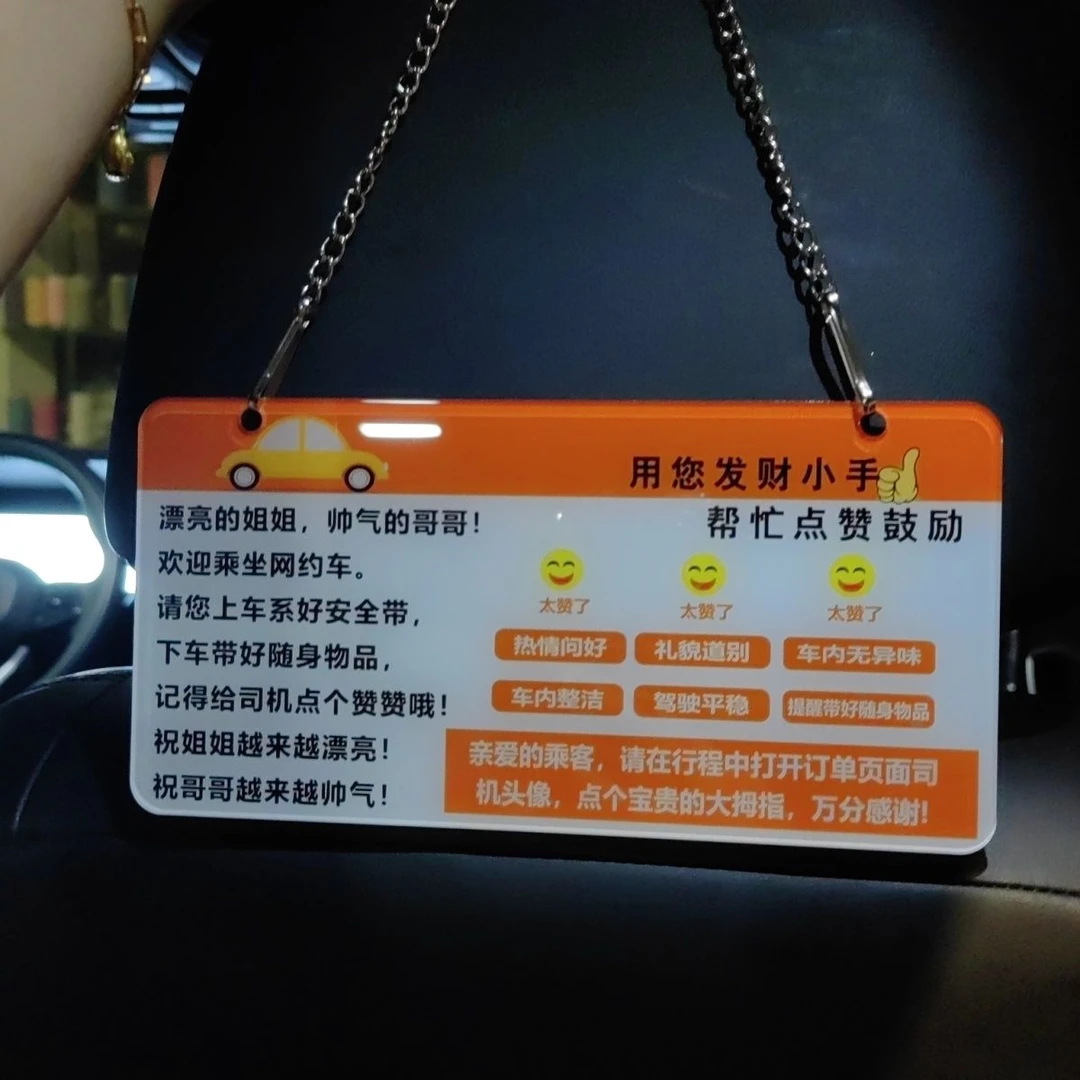 用您发财小手
帮忙点赞鼓励
漂亮的姐姐，帅气的哥哥！
欢迎乘坐网约车。
请您上车系好安全带，
下车带好随身物品，
记得给司机点个赞赞哦！
祝姐姐越来越漂亮！
祝哥哥越来越帅气！
太赞了 太赞了 太赞了
热情问好 礼貌道别 车内无异味
车内整洁 驾驶平稳 提醒带好随身物品
亲爱的乘客，请在行程中打开订单页面司
机头像，点个宝贵的大拇指，万分感谢!